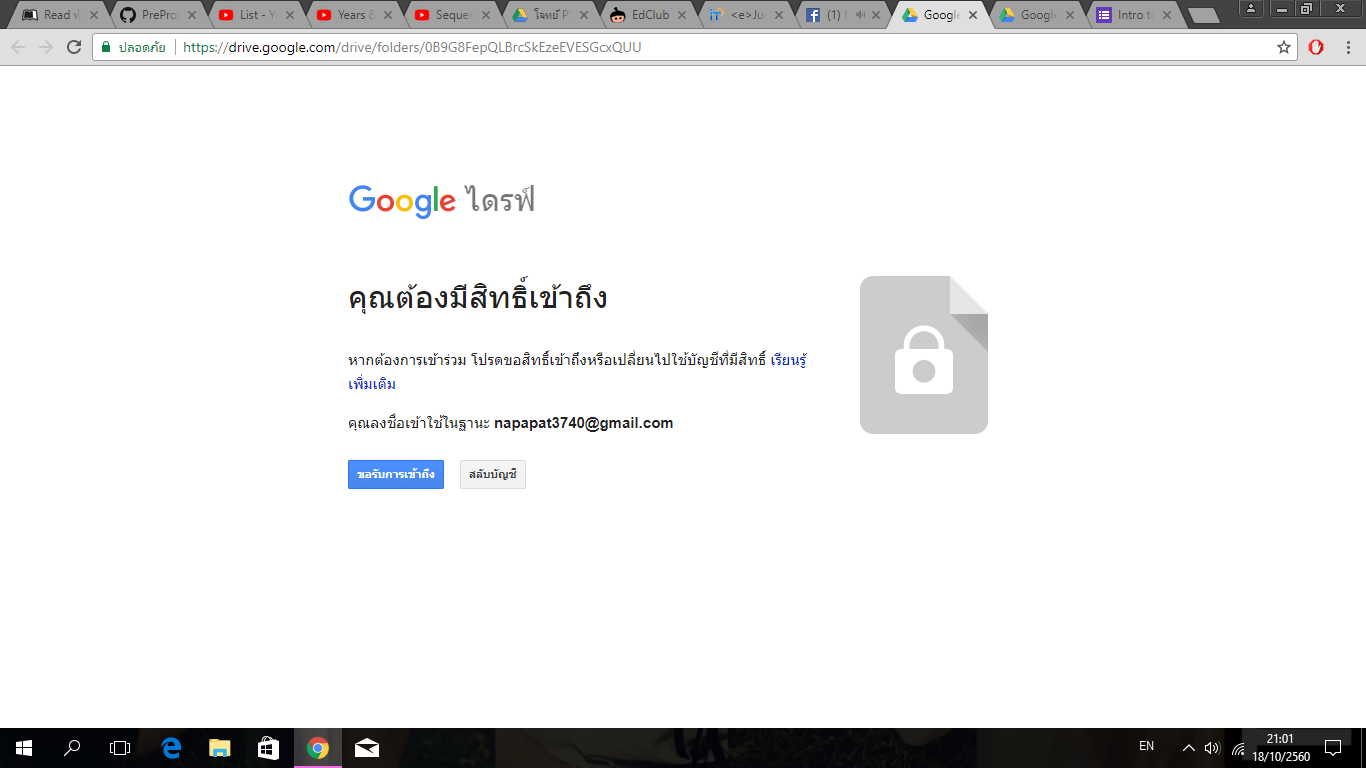 Read
PrePro
List - Y
Years 8
Seque
โจทย์ P
EdClub
<e>Ju
(1)
Google
Google
Intro to
ปลอดภัย
https://drive.google.com/drive/folders/0B9G8FepQLBrcSkEzeEVESGcxQUU
Google ไดรฟ์
คุณต้องมีสิทธิ์เข้าถึง
หากต้องการเข้าร่วม โปรดขอสิทธิ์เข้าถึงหรือเปลี่ยนไปใช้บัญชีที่มีสิทธิ์ เรียนรู้
เพิ่มเติม
คุณลงชื่อเข้าใช้ในฐานะ napapat3740@gmail.com
ขอรับการเข้าถึง
สลับบัญชี
EN
21:01
18/10/2560